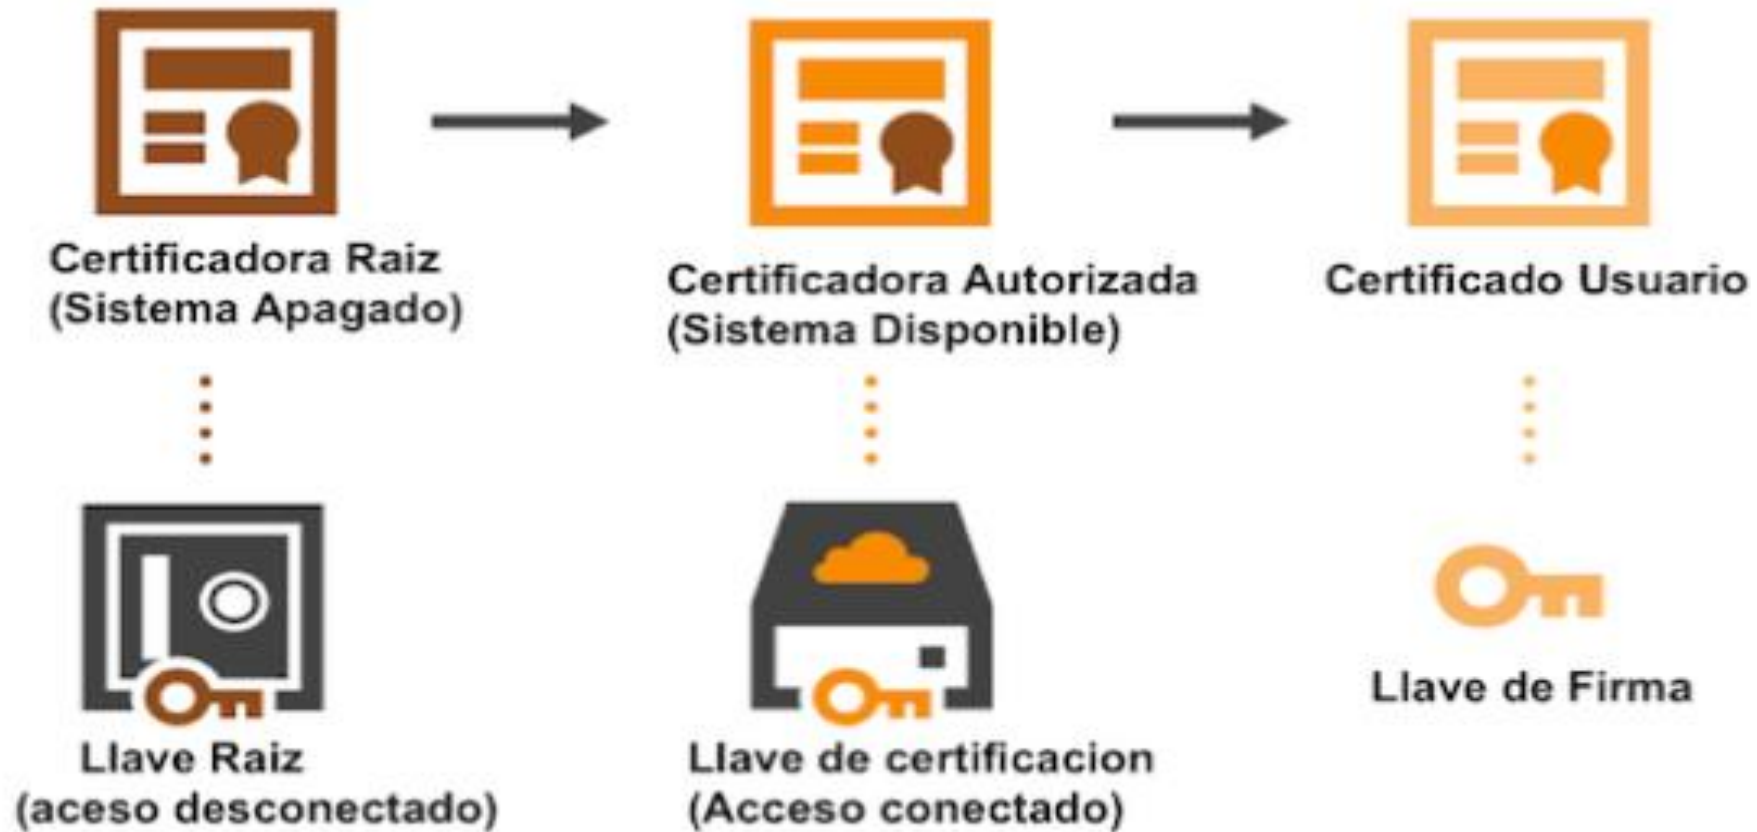 Certificadora Raiz
(Sistema Apagado)
Certificadora Autorizada
(Sistema Disponible)
Certificado Usuario
Llave Raiz
(aceso desconectado)
Llave de certificacion
(Acceso conectado)
Llave de Firma